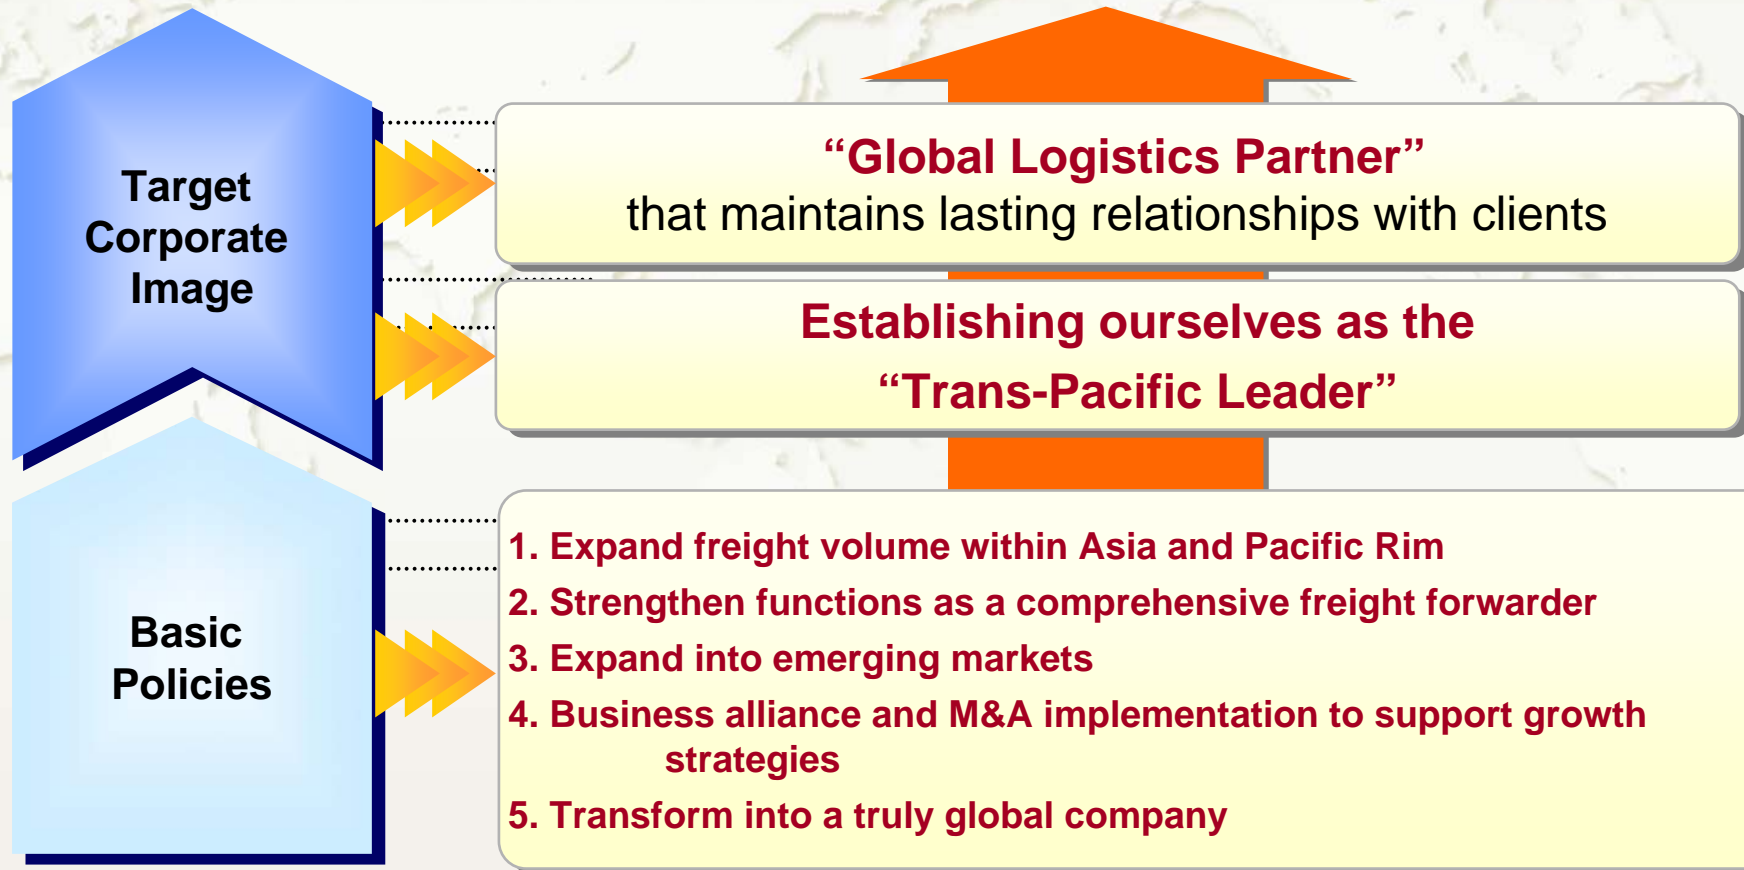 Target
Corporate
Image
“Global Logistics Partner”
that maintains lasting relationships with clients
Establishing ourselves as the
“Trans-Pacific Leader”
Basic
Policies
1. Expand freight volume within Asia and Pacific Rim
2. Strengthen functions as a comprehensive freight forwarder
3. Expand into emerging markets
4. Business alliance and M&A implementation to support growth
strategies
5. Transform into a truly global company